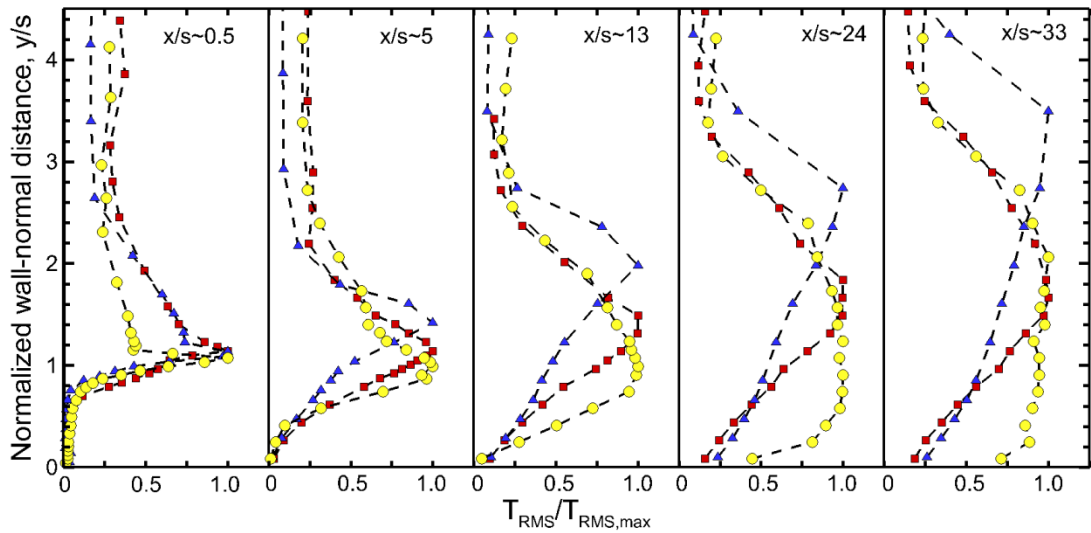 x/s~0.5 x/s~5 x/s~13 x/s~24 x/s~33
Normalized wall-normal distance, y/s
4
3
2
1
0
0 0.5 1.0 0 0.5 1.0 0 0.5 1.0 0 0.5 1.0 0 0.5 1.0
T_RMS/T_RMS,max